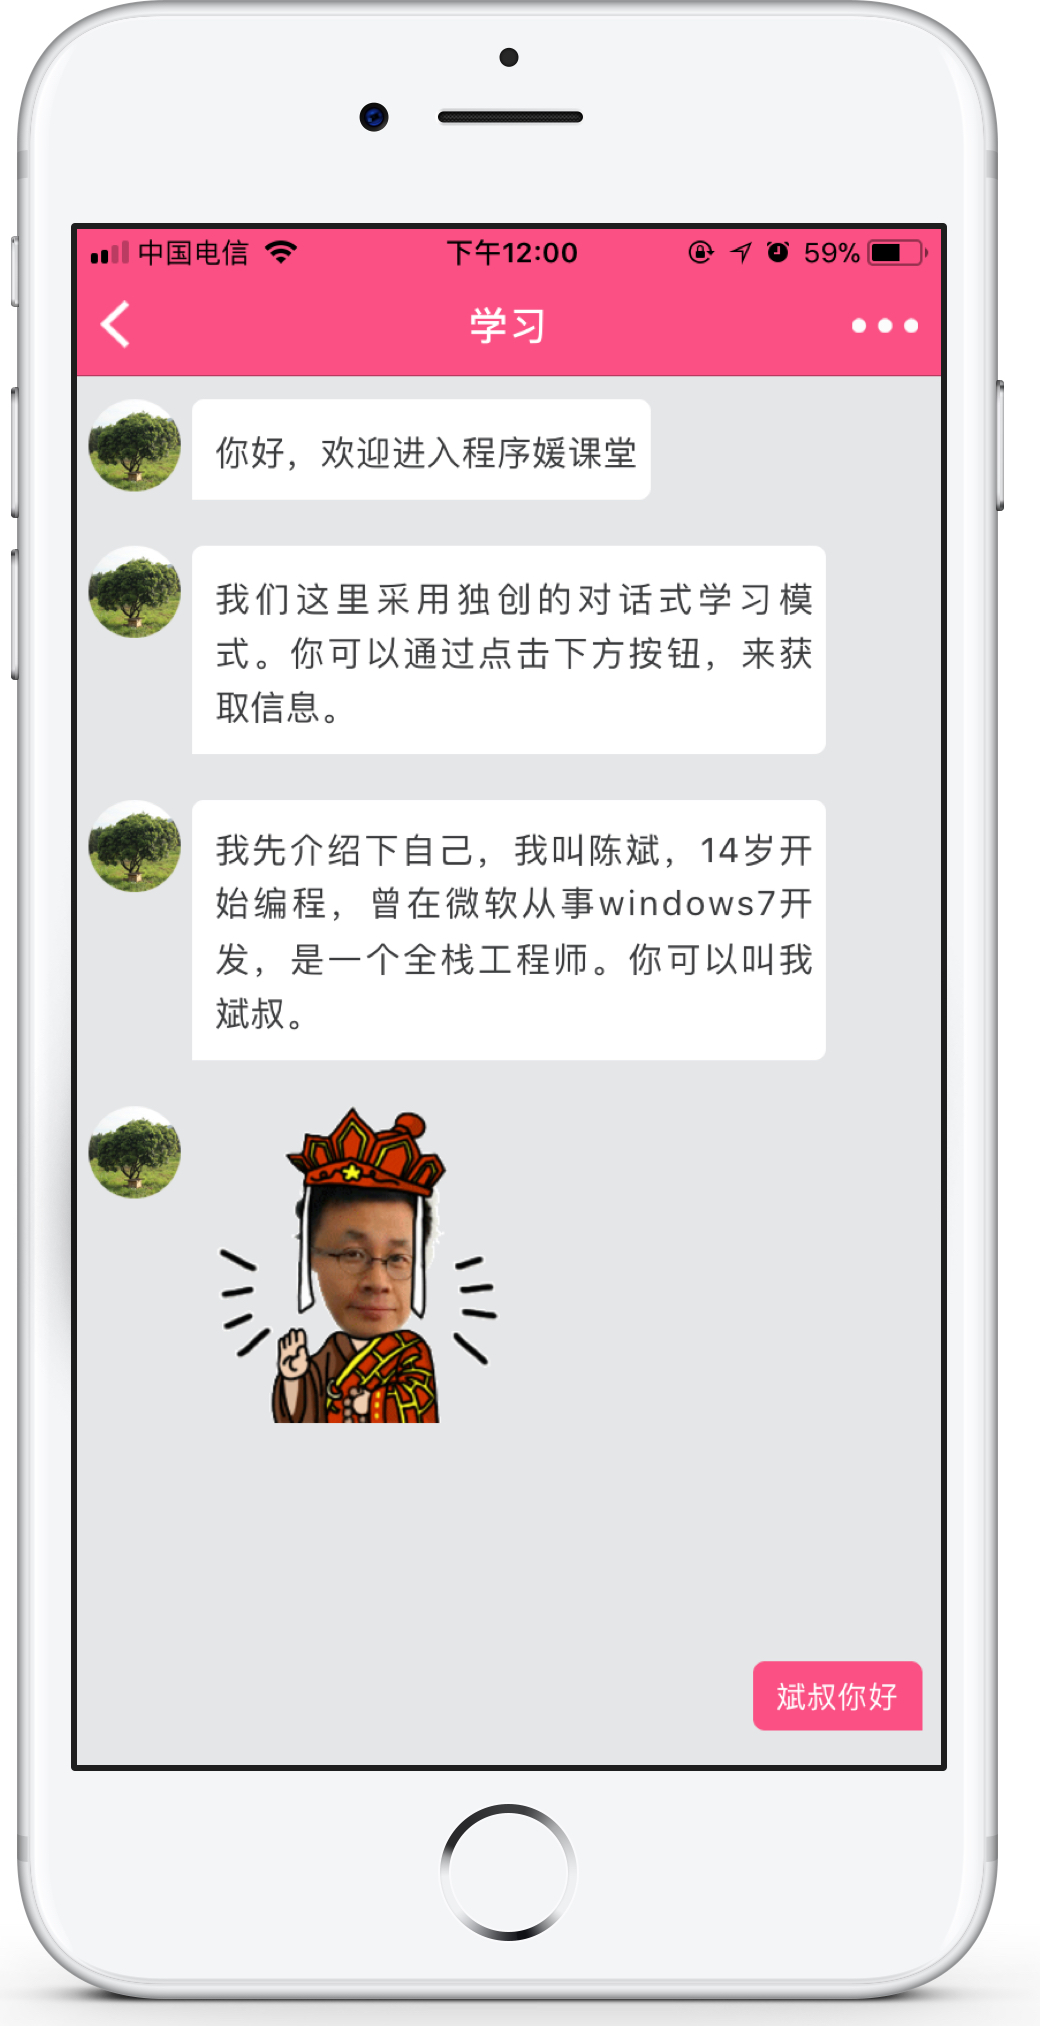 中国电信 下午12:00 59%
学习
你好，欢迎进入程序媛课堂
我们这里采用独创的对话式学习模
式。你可以通过点击下方按钮，来获
取信息。
我先介绍下自己，我叫陈斌，14岁开
始编程，曾在微软从事windows7开
发，是一个全栈工程师。你可以叫我
斌叔。
斌叔你好